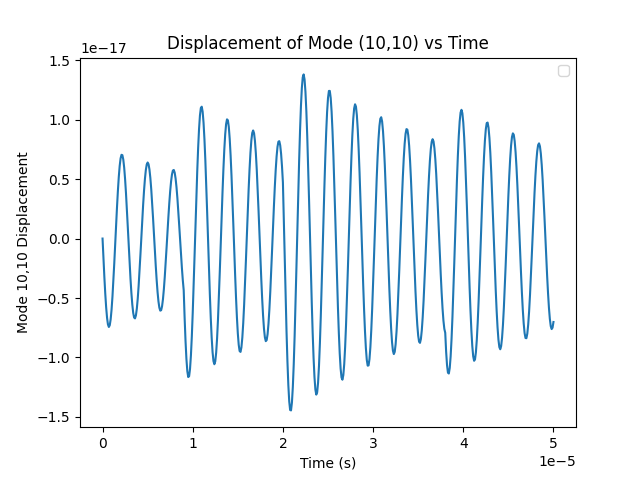 Displacement of Mode (10,10) vs Time
1e−17
1.5
1.0
0.5
0.0
−0.5
−1.0
−1.5
Mode 10,10 Displacement
0 1 2 3 4 5
1e−5
Time (s)